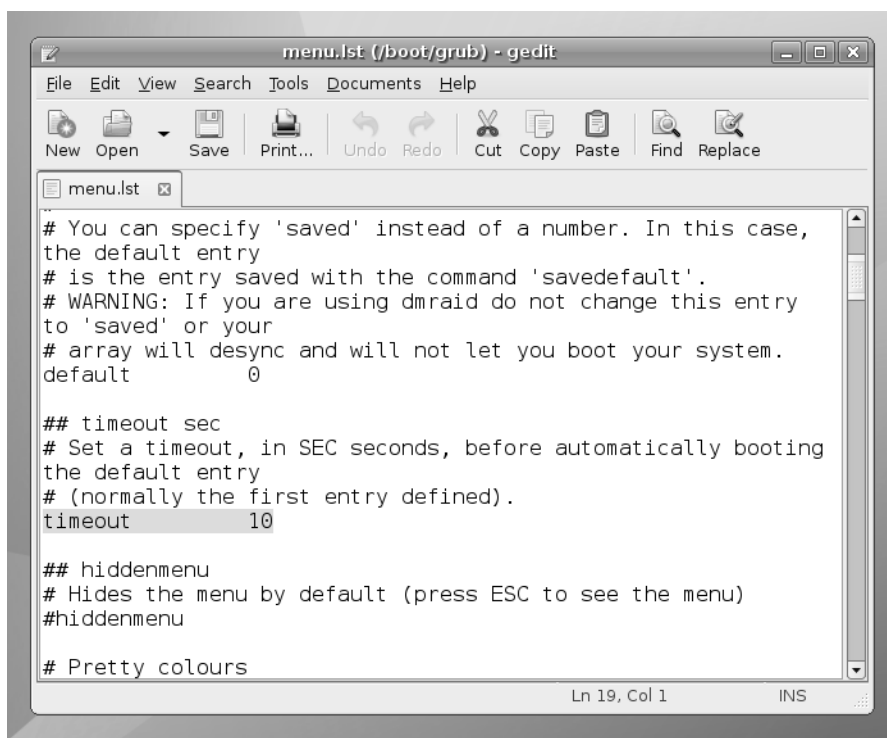 menu.lst (/boot/grub) - gedit
File Edit View Search Tools Documents Help
New Open Save Print... Undo Redo Cut Copy Paste Find Replace
menu.lst
# You can specify 'saved' instead of a number. In this case,
the default entry
# is the entry saved with the command 'savedefault'.
# WARNING: If you are using dmraid do not change this entry
to 'saved' or your
# array will desync and will not let you boot your system.
default 0
## timeout sec
# Set a timeout, in SEC seconds, before automatically booting
the default entry
# (normally the first entry defined).
timeout 10
## hiddenmenu
# Hides the menu by default (press ESC to see the menu)
#hiddenmenu
# Pretty colours
Ln 19, Col 1 INS